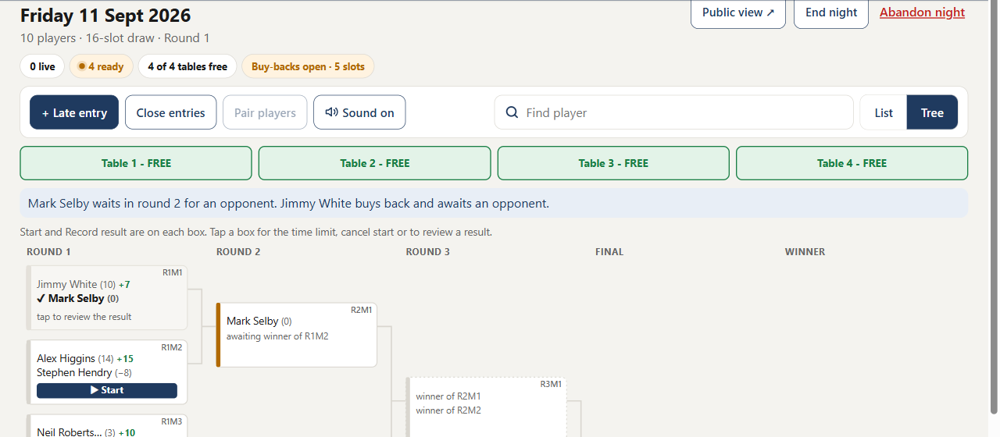 Friday 11 Sept 2026
Public view ↗
End night
Abandon night
10 players · 16-slot draw · Round 1
0 live
4 ready
4 of 4 tables free
Buy-backs open · 5 slots
+ Late entry
Close entries
Pair players
Sound on
Find player
List
Tree
Table 1 - FREE
Table 2 - FREE
Table 3 - FREE
Table 4 - FREE
Mark Selby waits in round 2 for an opponent. Jimmy White buys back and awaits an opponent.
Start and Record result are on each box. Tap a box for the time limit, cancel start or to review a result.
ROUND 1
ROUND 2
ROUND 3
FINAL
WINNER
R1M1
Jimmy White (10) +7
✓ Mark Selby (0)
tap to review the result
R2M1
Mark Selby (0)
awaiting winner of R1M2
R1M2
Alex Higgins (14) +15
Stephen Hendry (−8)
▶ Start
R3M1
winner of R2M1
winner of R2M2
R1M3
Neil Roberts... (3) +10